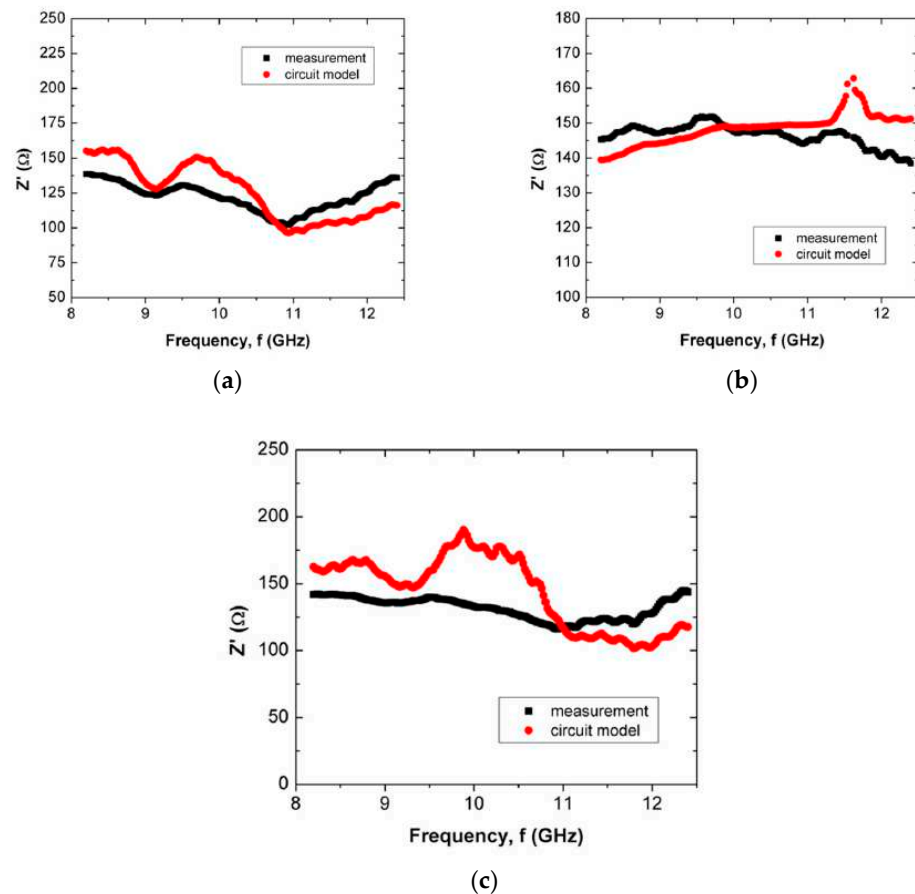 250
225
200
175
150
125
100
75
50
Z' (Ω)
measurement
circuit model
8 9 10 11 12
Frequency, f (GHz)
(a)
180
170
160
150
140
130
120
110
100
Z' (Ω)
measurement
circuit model
8 9 10 11 12
Frequency, f (GHz)
(b)
250
200
150
100
50
0
Z' (Ω)
measurement
circuit model
8 9 10 11 12
Frequency, f (GHz)
(c)